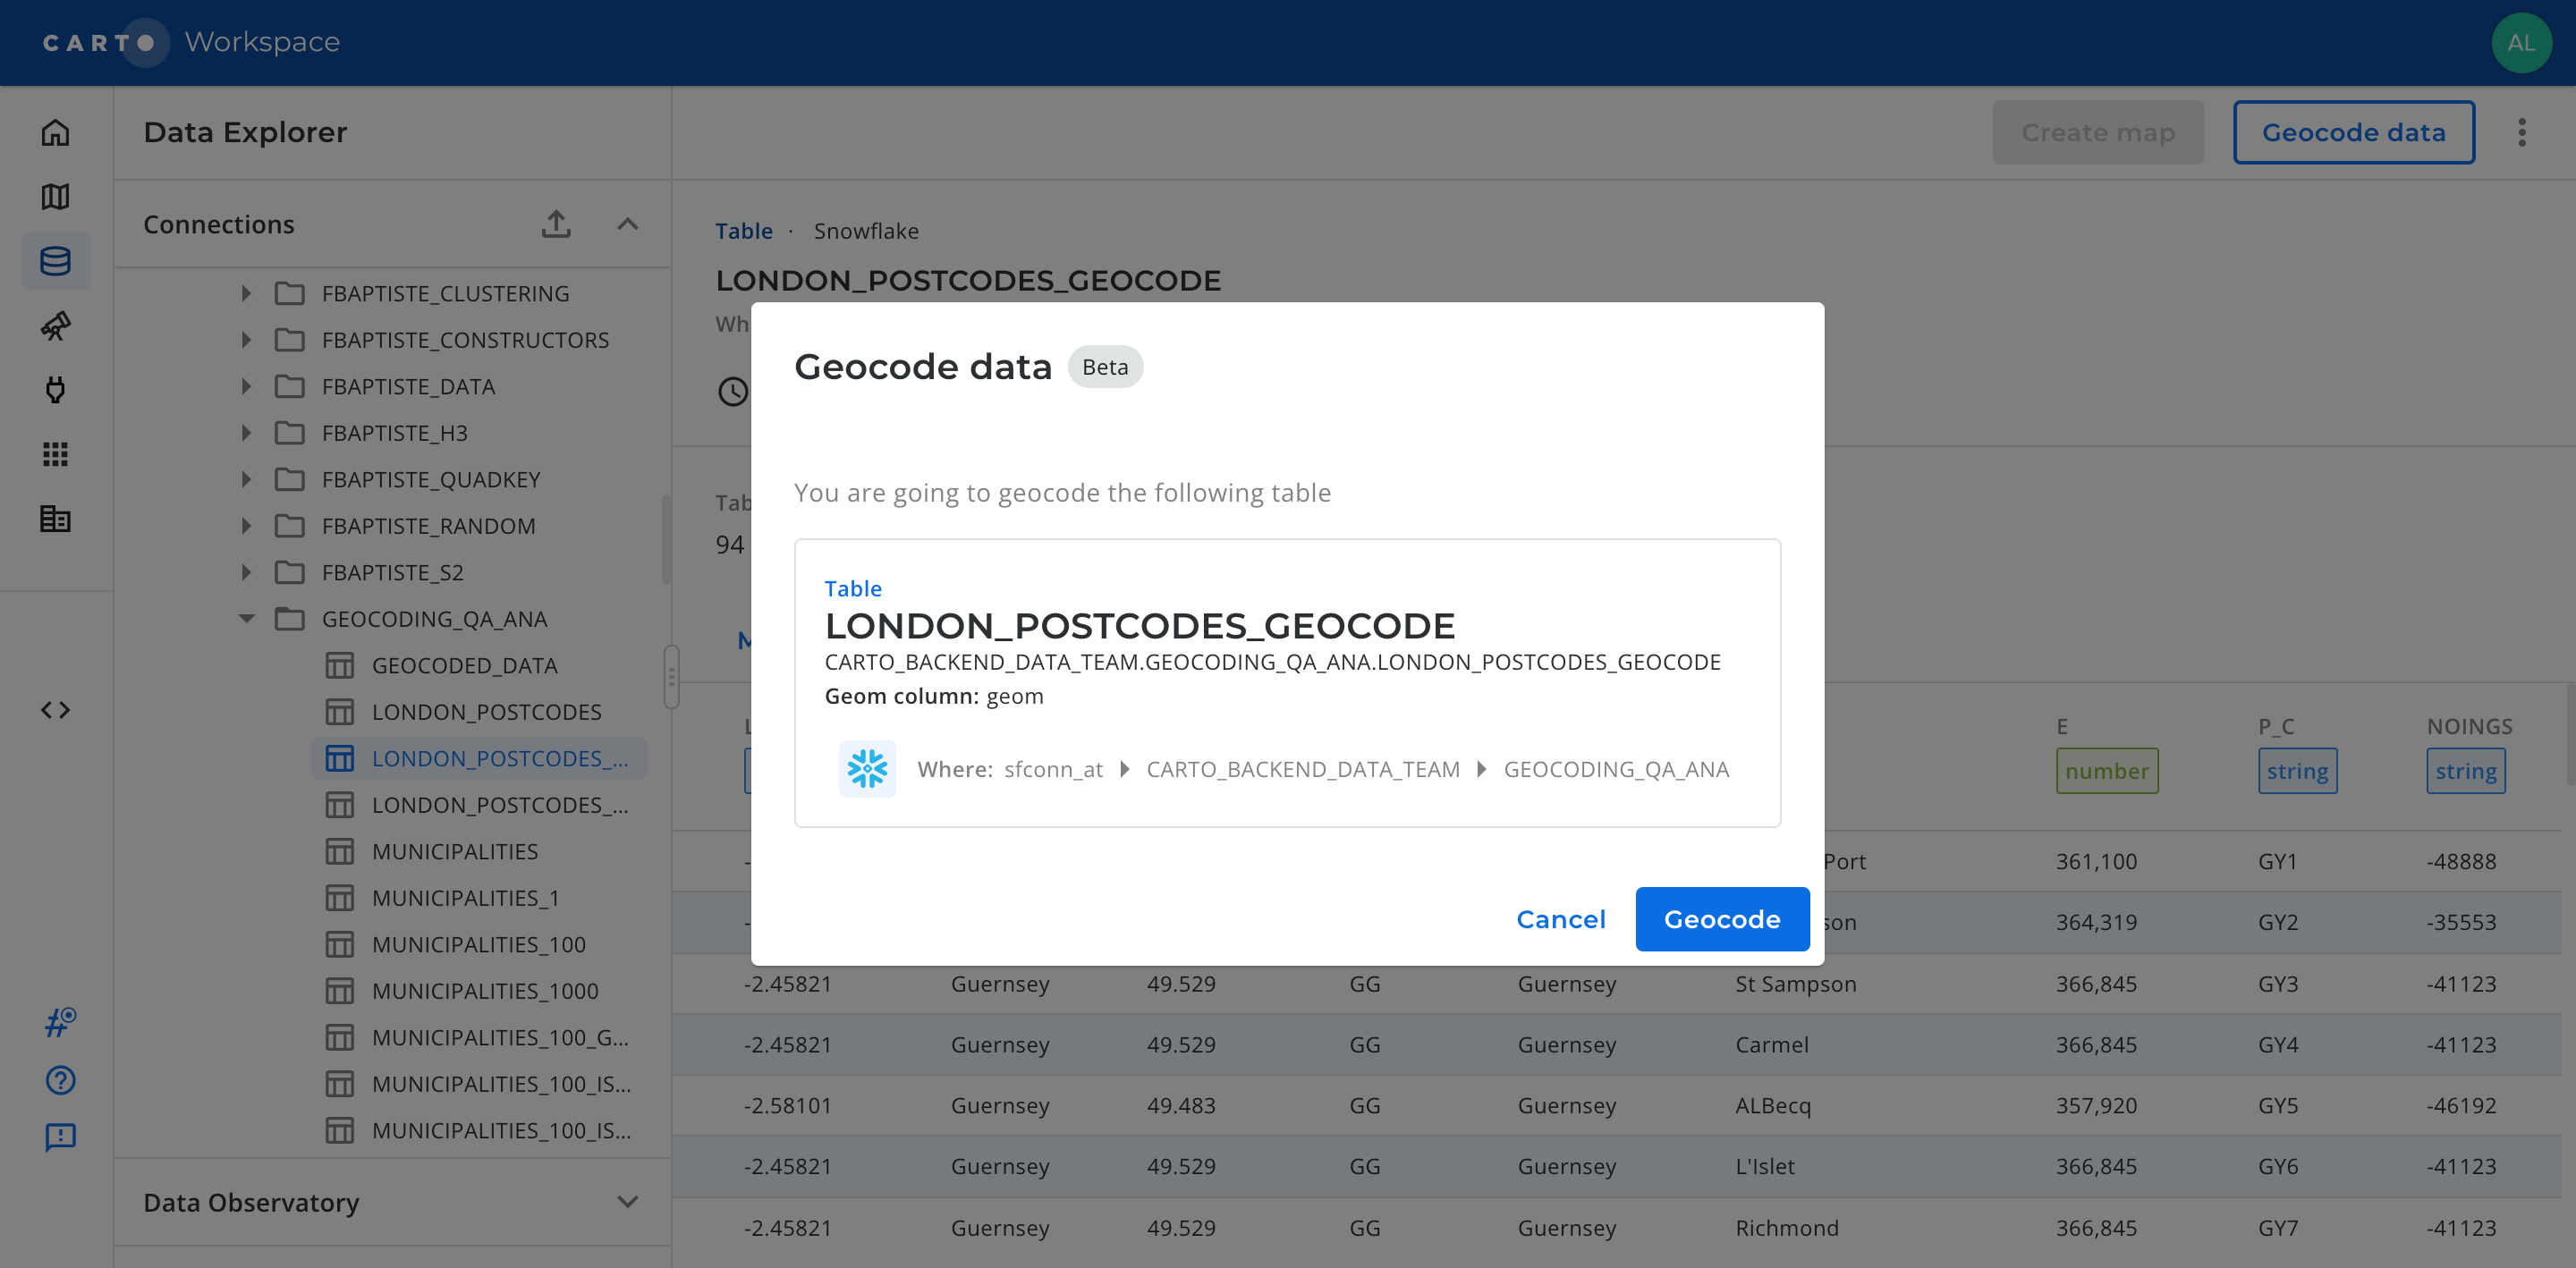 CARTO Workspace
AL
Data Explorer
Create map
Geocode data
Connections
FBAPTISTE_CLUSTERING
FBAPTISTE_CONSTRUCTORS
FBAPTISTE_DATA
FBAPTISTE_H3
FBAPTISTE_QUADKEY
FBAPTISTE_RANDOM
FBAPTISTE_S2
GEOCODING_QA_ANA
GEOCODED_DATA
LONDON_POSTCODES
LONDON_POSTCODES_...
LONDON_POSTCODES_...
MUNICIPALITIES
MUNICIPALITIES_1
MUNICIPALITIES_100
MUNICIPALITIES_1000
MUNICIPALITIES_100_G...
MUNICIPALITIES_100_IS...
MUNICIPALITIES_100_IS...
Data Observatory
Table · Snowflake
LONDON_POSTCODES_GEOCODE
Geocode data Beta
You are going to geocode the following table
Table
LONDON_POSTCODES_GEOCODE
CARTO_BACKEND_DATA_TEAM.GEOCODING_QA_ANA.LONDON_POSTCODES_GEOCODE
Geom column: geom
Where: sfconn_at CARTO_BACKEND_DATA_TEAM GEOCODING_QA_ANA
Cancel
Geocode
94
E P_C NOINGS
number string string
Port 361,100 GY1 -48888
son 364,319 GY2 -35553
-2.45821 Guernsey 49.529 GG Guernsey St Sampson 366,845 GY3 -41123
-2.45821 Guernsey 49.529 GG Guernsey Carmel 366,845 GY4 -41123
-2.58101 Guernsey 49.483 GG Guernsey ALBecq 357,920 GY5 -46192
-2.45821 Guernsey 49.529 GG Guernsey L'Islet 366,845 GY6 -41123
-2.45821 Guernsey 49.529 GG Guernsey Richmond 366,845 GY7 -41123